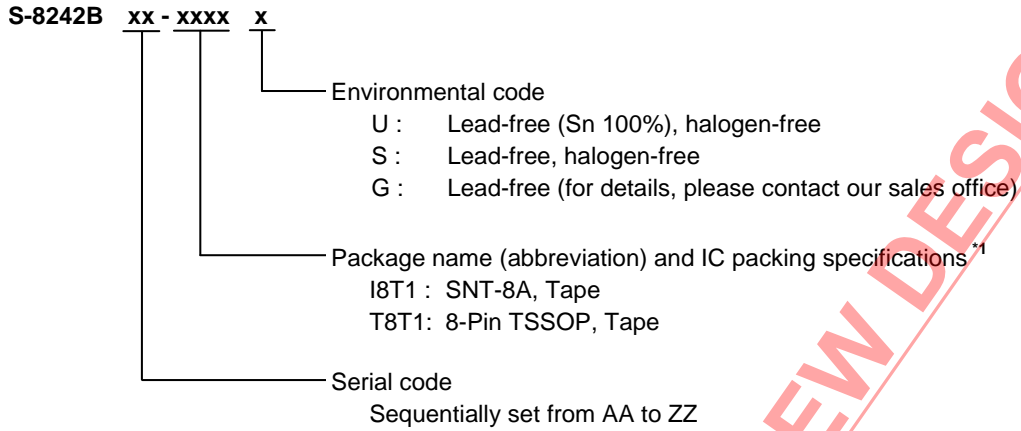 S-8242B xx - xxxx x
Environmental code
U : Lead-free (Sn 100%), halogen-free
S : Lead-free, halogen-free
G : Lead-free (for details, please contact our sales office)
Package name (abbreviation) and IC packing specifications *1
I8T1 : SNT-8A, Tape
T8T1: 8-Pin TSSOP, Tape
Serial code
Sequentially set from AA to ZZ